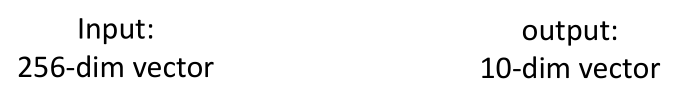 Input:
256-dim vector
output:
10-dim vector